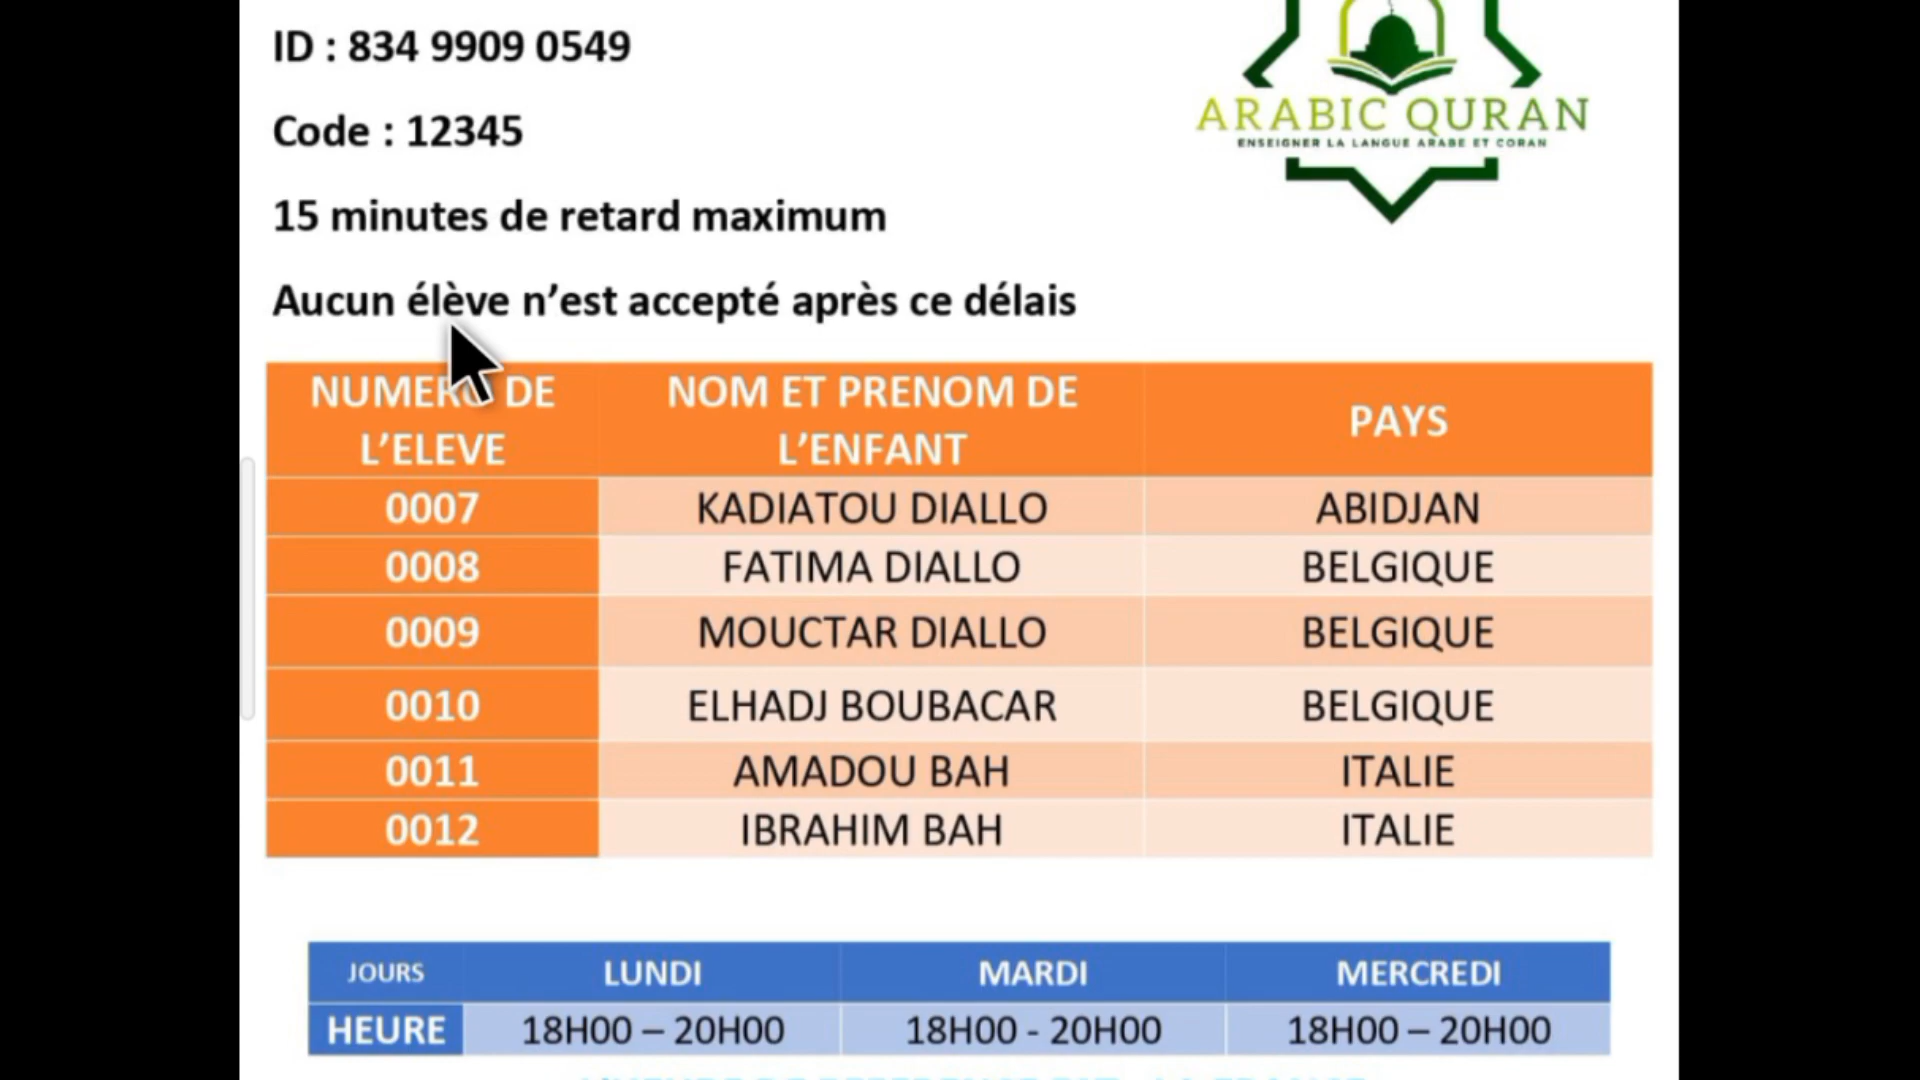 ID : 834 9909 0549
Code : 12345
15 minutes de retard maximum
Aucun élève n’est accepté après ce délais
ARABIC QURAN
ENSEIGNER LA LANGUE ARABE ET CORAN
NUMERO DE L’ELEVE NOM ET PRENOM DE L’ENFANT PAYS
0007 KADIATOU DIALLO ABIDJAN
0008 FATIMA DIALLO BELGIQUE
0009 MOUCTAR DIALLO BELGIQUE
0010 ELHADJ BOUBACAR BELGIQUE
0011 AMADOU BAH ITALIE
0012 IBRAHIM BAH ITALIE
JOURS LUNDI MARDI MERCREDI
HEURE 18H00 – 20H00 18H00 - 20H00 18H00 – 20H00